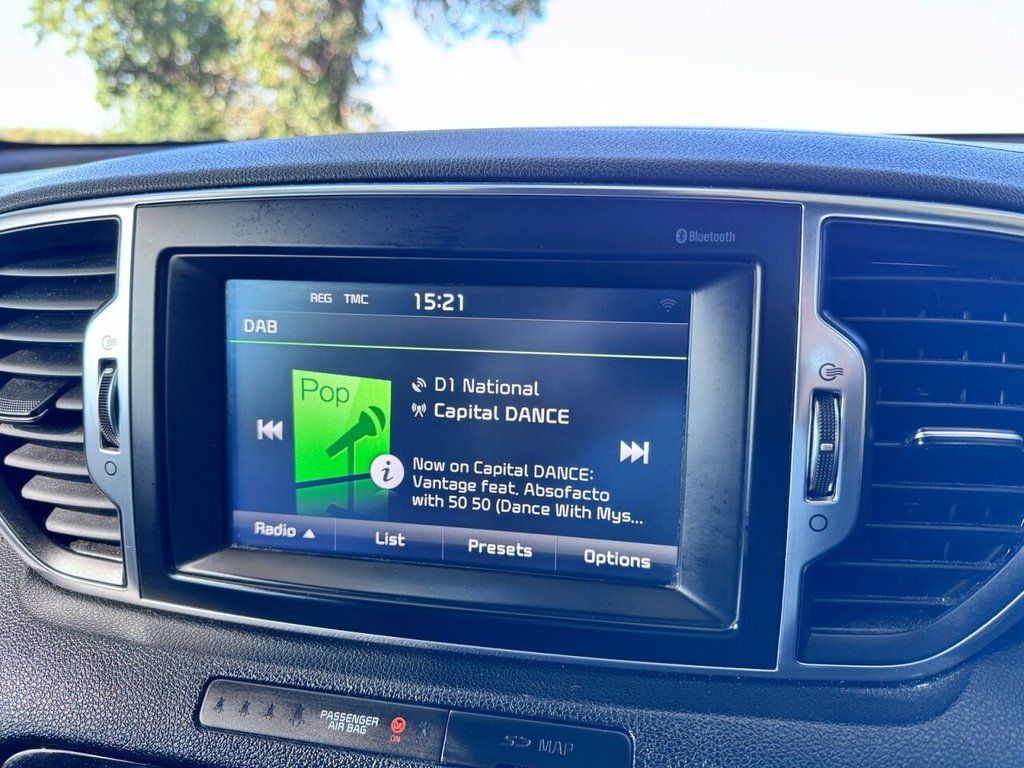 Bluetooth
REG TMC 15:21
DAB
Pop
D1 National
Capital DANCE
i
Now on Capital DANCE:
Vantage feat. Absofacto
with 50 50 (Dance With Mys...
Radio ▲ List Presets Options
PASSENGER
AIR BAG
ON
SD MAP